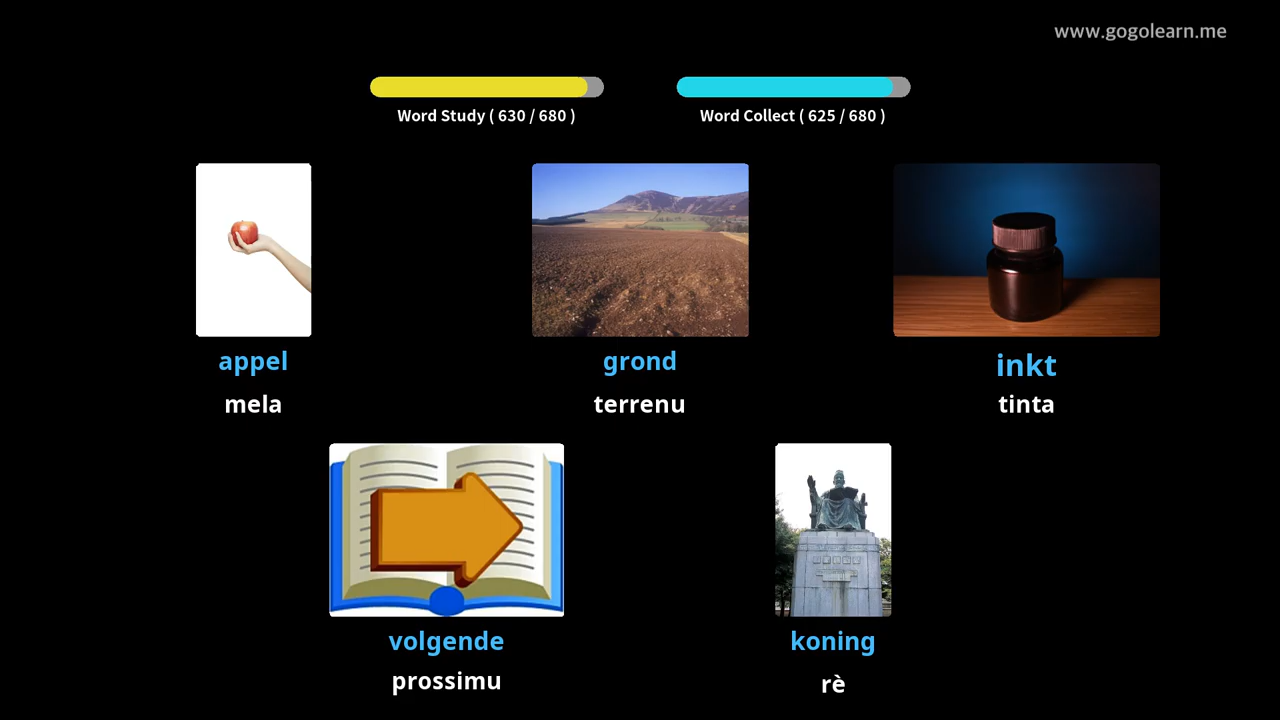 www.gogolearn.me
Word Study ( 630 / 680 )
Word Collect ( 625 / 680 )
appel
mela
grond
terrenu
inkt
tinta
volgende
prossimu
koning
rè